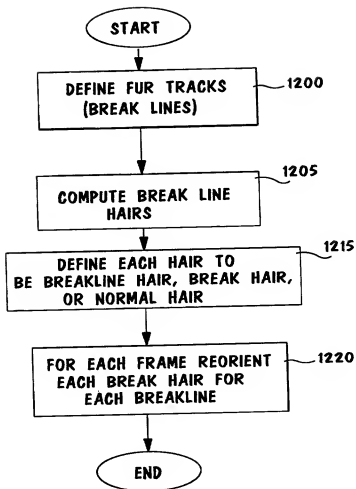 START
DEFINE FUR TRACKS
(BREAK LINES)
1200
COMPUTE BREAK LINE
HAIRS
1205
DEFINE EACH HAIR TO
BE BREAKLINE HAIR, BREAK HAIR,
OR NORMAL HAIR
1215
FOR EACH FRAME REORIENT
EACH BREAK HAIR FOR
EACH BREAKLINE
1220
END